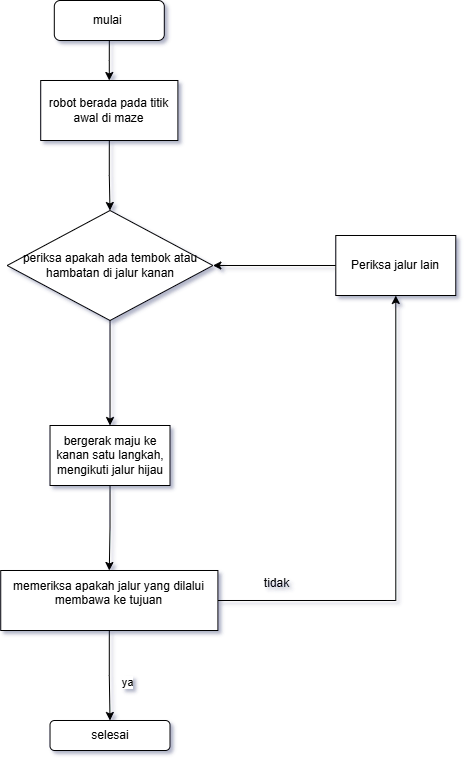 mulai
robot berada pada titik
awal di maze
periksa apakah ada tembok atau
hambatan di jalur kanan
Periksa jalur lain
bergerak maju ke
kanan satu langkah,
mengikuti jalur hijau
memeriksa apakah jalur yang dilalui
membawa ke tujuan
tidak
ya
selesai